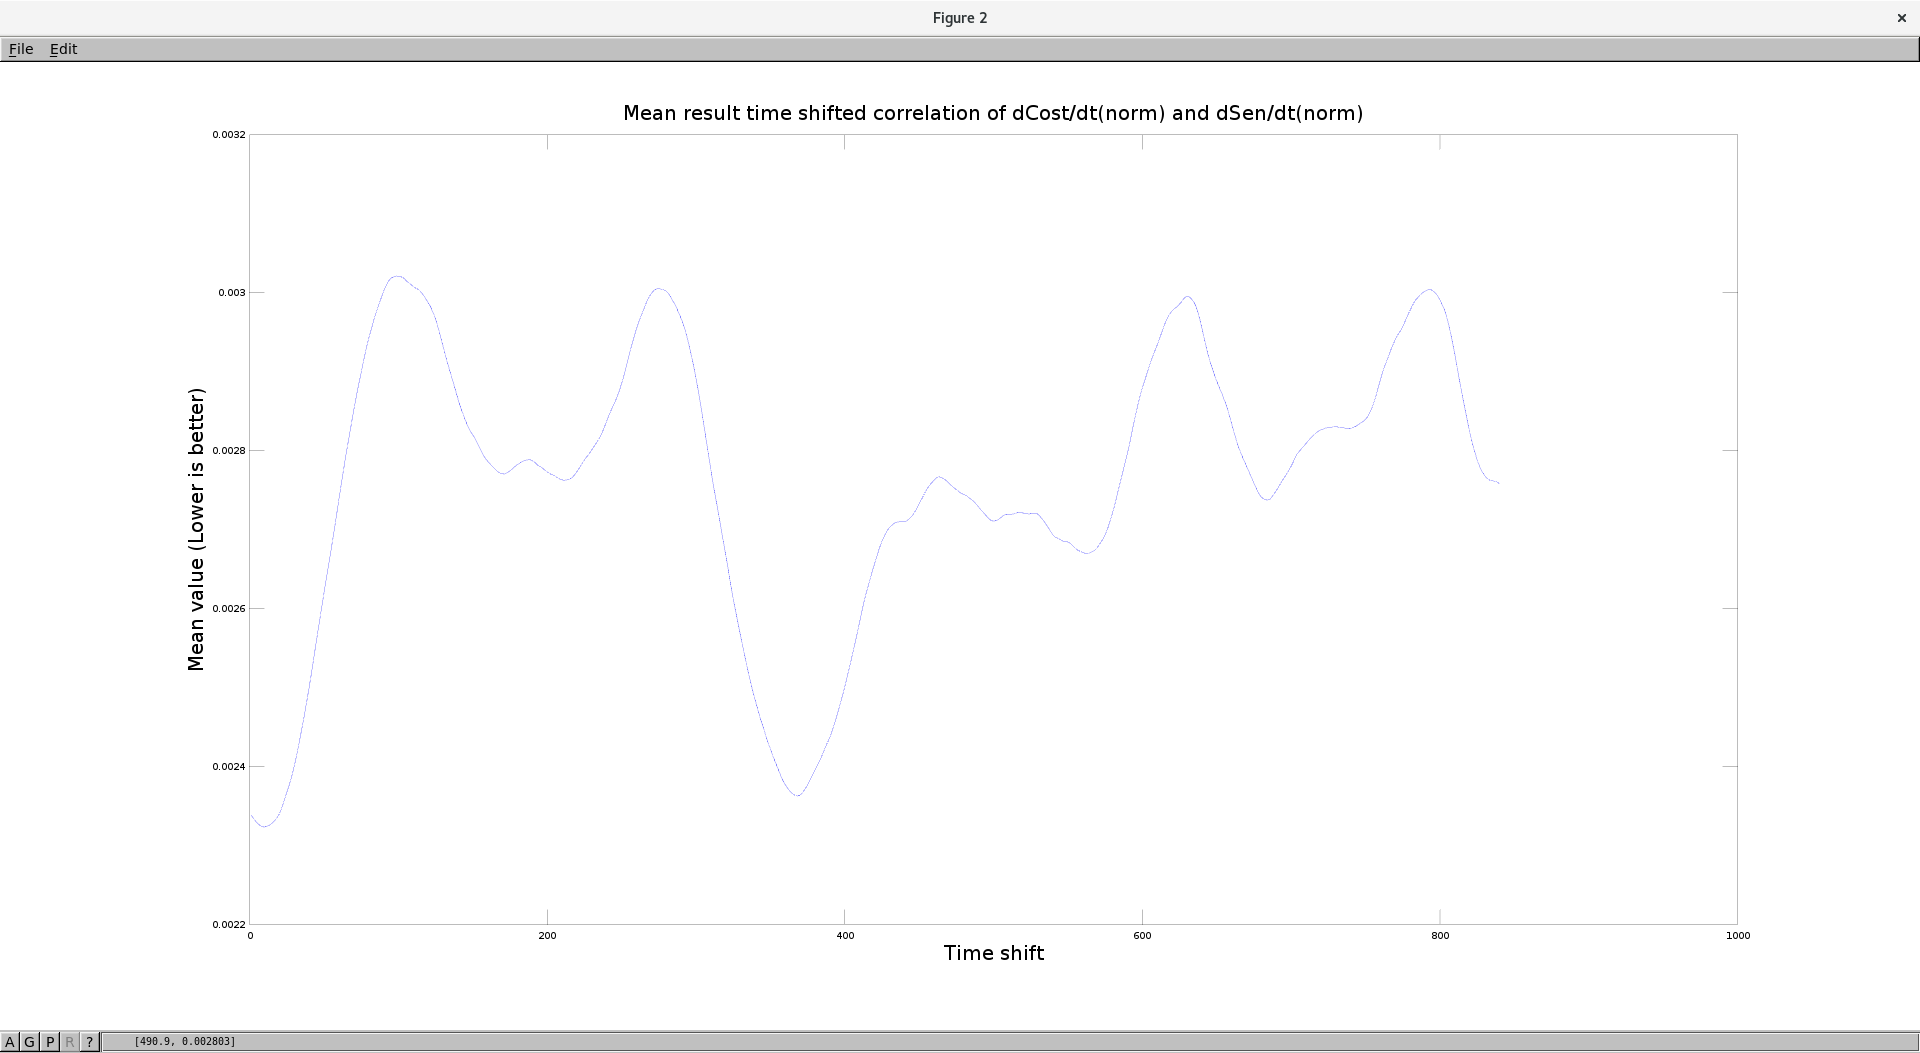 Figure 2 ×
File Edit
Mean result time shifted correlation of dCost/dt(norm) and dSen/dt(norm)
0.0032
0.003
0.0028
0.0026
0.0024
0.0022
Mean value (Lower is better)
0 200 400 600 800 1000
Time shift
A G P R ? [490.9, 0.002803]